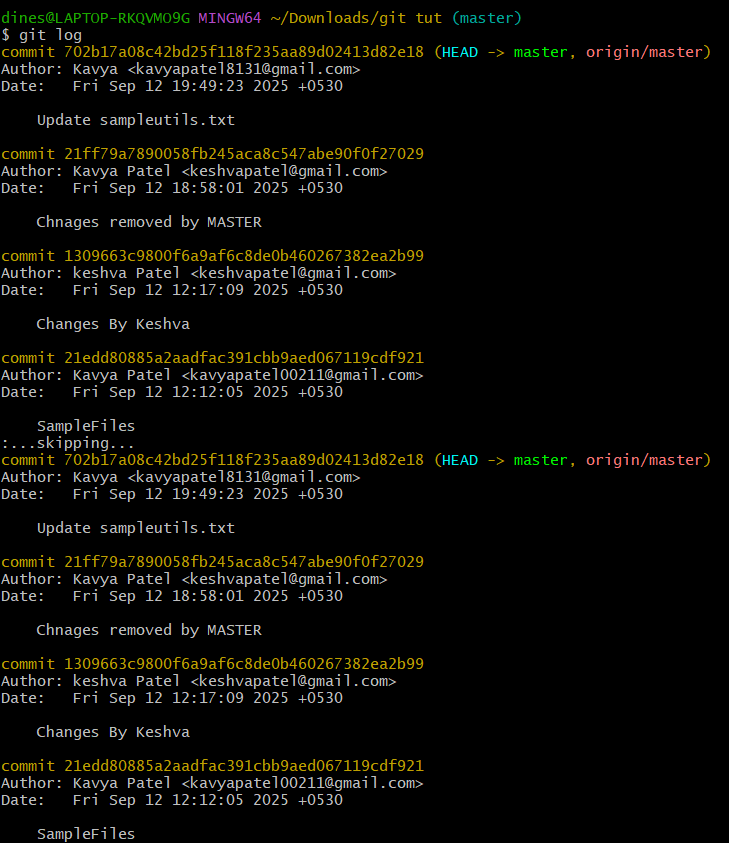 dines@LAPTOP-RKQVMO9G MINGW64 ~/Downloads/git tut (master)
$ git log
commit 702b17a08c42bd25f118f235aa89d02413d82e18 (HEAD -> master, origin/master)
Author: Kavya <kavyapatel8131@gmail.com>
Date:   Fri Sep 12 19:49:23 2025 +0530

    Update sampleutils.txt

commit 21ff79a7890058fb245aca8c547abe90f0f27029
Author: Kavya Patel <keshvapatel@gmail.com>
Date:   Fri Sep 12 18:58:01 2025 +0530

    Chnages removed by MASTER

commit 1309663c9800f6a9af6c8de0b460267382ea2b99
Author: keshva Patel <keshvapatel@gmail.com>
Date:   Fri Sep 12 12:17:09 2025 +0530

    Changes By Keshva

commit 21edd80885a2aadfac391cbb9aed067119cdf921
Author: Kavya Patel <kavyapatel00211@gmail.com>
Date:   Fri Sep 12 12:12:05 2025 +0530

    SampleFiles
:...skipping...
commit 702b17a08c42bd25f118f235aa89d02413d82e18 (HEAD -> master, origin/master)
Author: Kavya <kavyapatel8131@gmail.com>
Date:   Fri Sep 12 19:49:23 2025 +0530

    Update sampleutils.txt

commit 21ff79a7890058fb245aca8c547abe90f0f27029
Author: Kavya Patel <keshvapatel@gmail.com>
Date:   Fri Sep 12 18:58:01 2025 +0530

    Chnages removed by MASTER

commit 1309663c9800f6a9af6c8de0b460267382ea2b99
Author: keshva Patel <keshvapatel@gmail.com>
Date:   Fri Sep 12 12:17:09 2025 +0530

    Changes By Keshva

commit 21edd80885a2aadfac391cbb9aed067119cdf921
Author: Kavya Patel <kavyapatel00211@gmail.com>
Date:   Fri Sep 12 12:12:05 2025 +0530

    SampleFiles